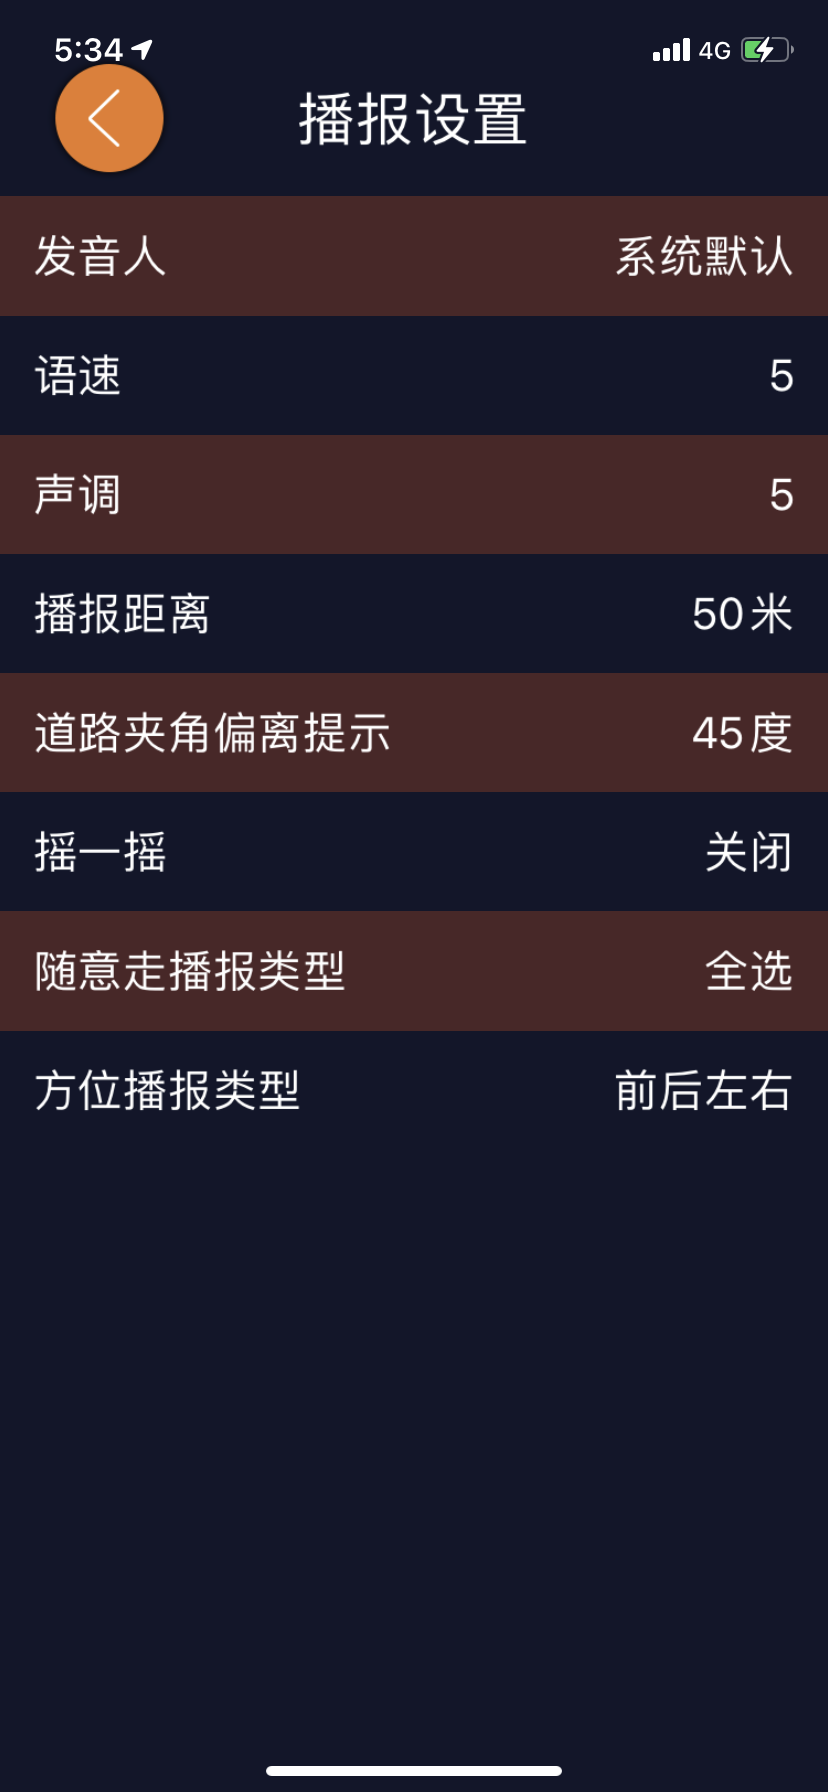 5:34 4G
播报设置
发音人 系统默认
语速 5
声调 5
播报距离 50米
道路夹角偏离提示 45度
摇一摇 关闭
随意走播报类型 全选
方位播报类型 前后左右